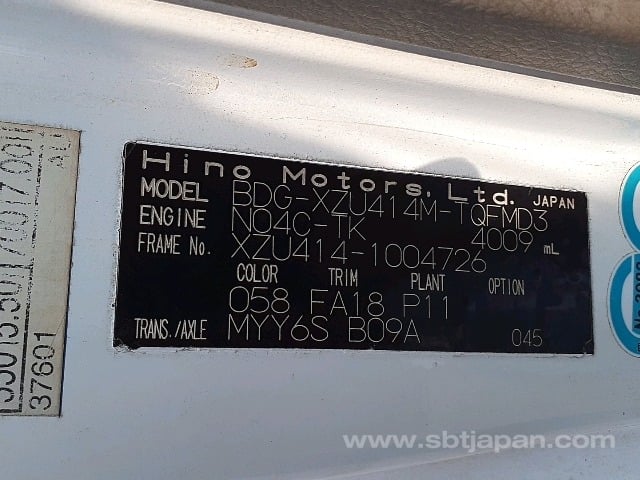 Hino Motors, Ltd. JAPAN
MODEL BDG-XZU414M-TQFMD3
ENGINE N04C-TK 4009 mL
FRAME No. XZU414-1004726
COLOR TRIM PLANT OPTION
058 FA18 P11
TRANS./AXLE MYY6S B09A 045
37601
www.sbtjapan.com